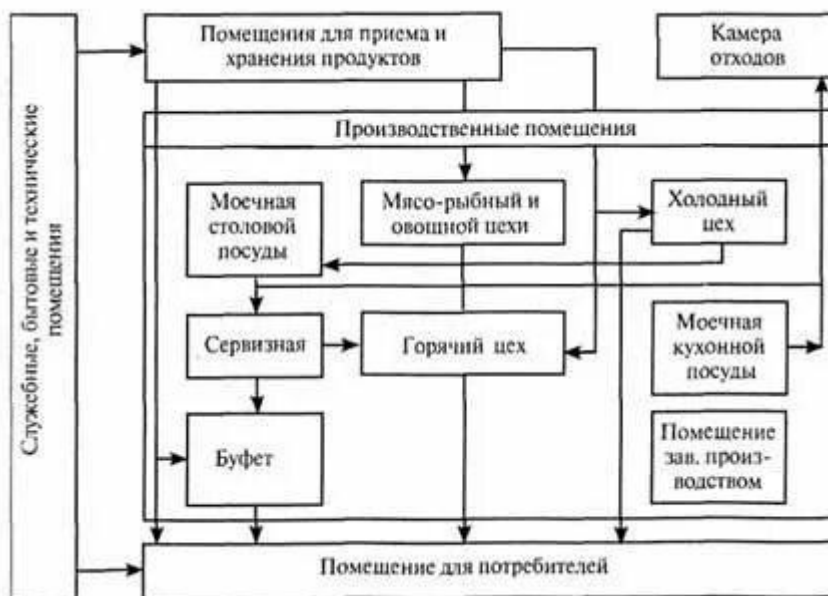 Служебные, бытовые и технические
помещения
Помещения для приема и
хранения продуктов
Камера
отходов
Производственные помещения
Моечная
столовой
посуды
Мясо-рыбный и
овощной цехи
Холодный
цех
Сервизная
Горячий цех
Моечная
кухонной
посуды
Буфет
Помещение
зав. произ-
водством
Помещение для потребителей